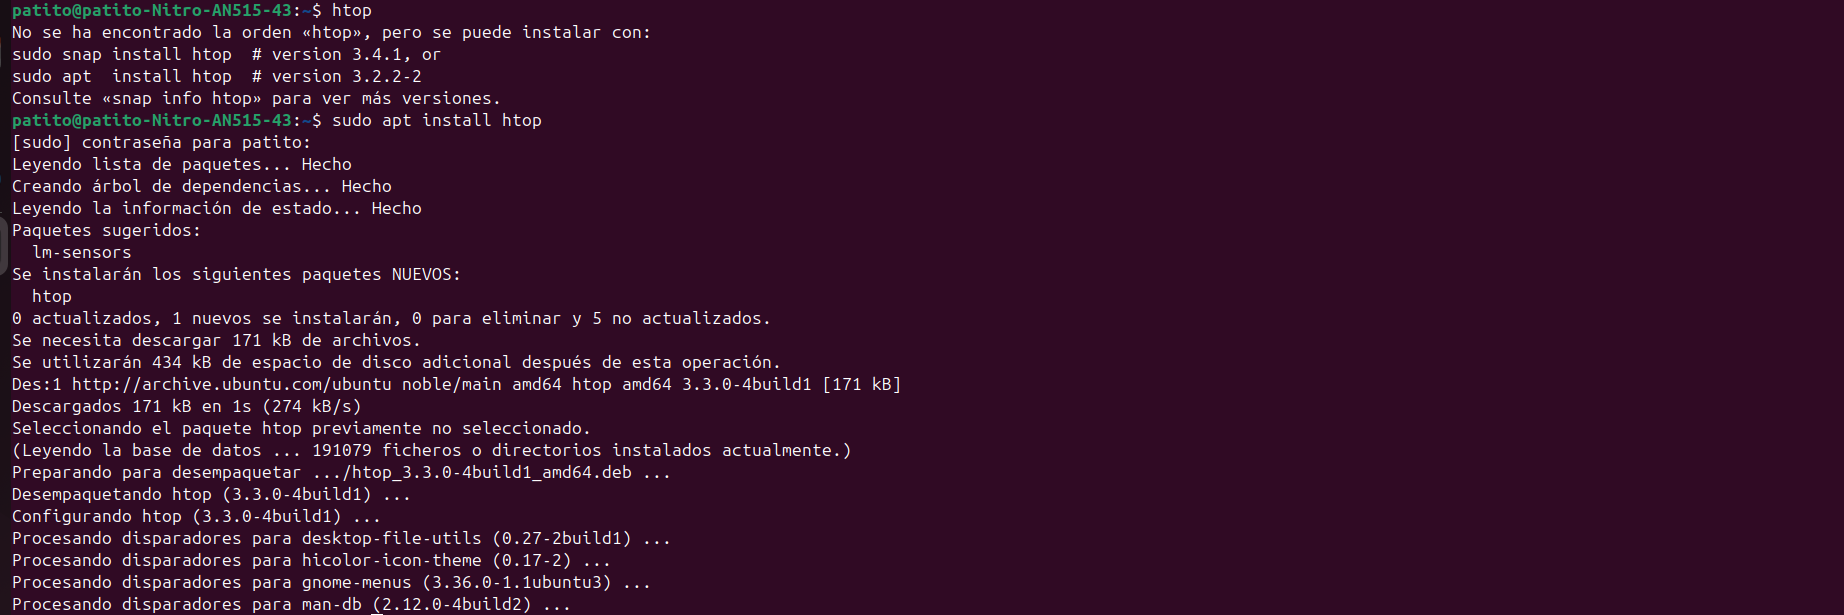 patito@patito-Nitro-AN515-43:~$ htop
No se ha encontrado la orden «htop», pero se puede instalar con:
sudo snap install htop  # version 3.4.1, or
sudo apt  install htop  # version 3.2.2-2
Consulte «snap info htop» para ver más versiones.
patito@patito-Nitro-AN515-43:~$ sudo apt install htop
[sudo] contraseña para patito:
Leyendo lista de paquetes... Hecho
Creando árbol de dependencias... Hecho
Leyendo la información de estado... Hecho
Paquetes sugeridos:
  lm-sensors
Se instalarán los siguientes paquetes NUEVOS:
  htop
0 actualizados, 1 nuevos se instalarán, 0 para eliminar y 5 no actualizados.
Se necesita descargar 171 kB de archivos.
Se utilizarán 434 kB de espacio de disco adicional después de esta operación.
Des:1 http://archive.ubuntu.com/ubuntu noble/main amd64 htop amd64 3.3.0-4build1 [171 kB]
Descargados 171 kB en 1s (274 kB/s)
Seleccionando el paquete htop previamente no seleccionado.
(Leyendo la base de datos ... 191079 ficheros o directorios instalados actualmente.)
Preparando para desempaquetar .../htop_3.3.0-4build1_amd64.deb ...
Desempaquetando htop (3.3.0-4build1) ...
Configurando htop (3.3.0-4build1) ...
Procesando disparadores para desktop-file-utils (0.27-2build1) ...
Procesando disparadores para hicolor-icon-theme (0.17-2) ...
Procesando disparadores para gnome-menus (3.36.0-1.1ubuntu3) ...
Procesando disparadores para man-db (2.12.0-4build2) ...